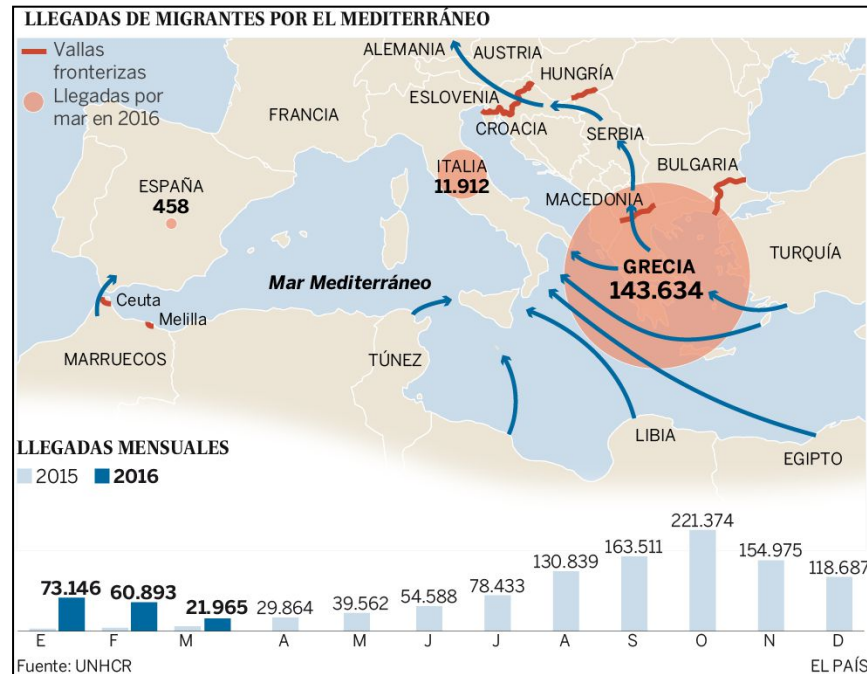 LLEGADAS DE MIGRANTES POR EL MEDITERRÁNEO
Vallas
fronterizas
Llegadas por
mar en 2016
ALEMANIA
AUSTRIA
HUNGRÍA
ESLOVENIA
FRANCIA
CROACIA
SERBIA
ITALIA
11.912
BULGARIA
ESPAÑA
458
MACEDONIA
TURQUÍA
GRECIA
143.634
Mar Mediterráneo
Ceuta
Melilla
MARRUECOS
TÚNEZ
LIBIA
EGIPTO
LLEGADAS MENSUALES
2015 2016
73.146 60.893 21.965 29.864 39.562 54.588 78.433 130.839 163.511 221.374 154.975 118.687
E F M A M J J A S O N D
Fuente: UNHCR
EL PAÍS